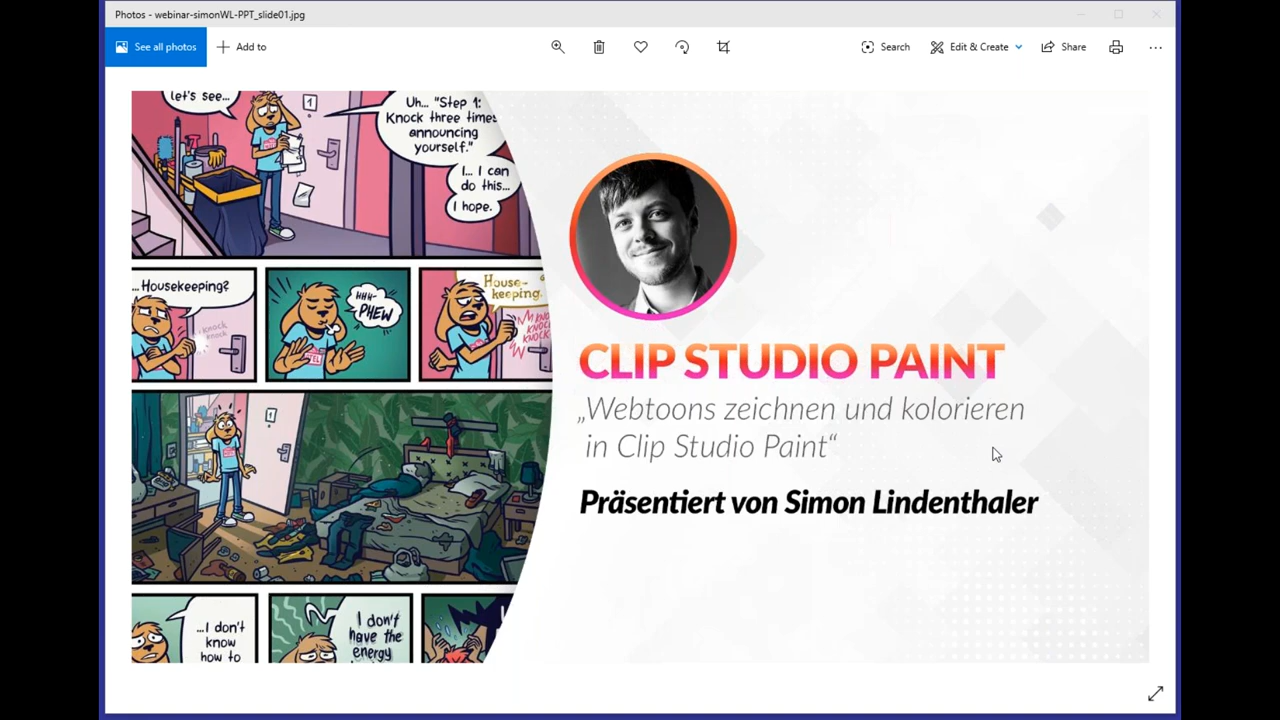 Photos - webinar-simonWL-PPT_slide01.jpg
See all photos
Add to
Search
Edit & Create
Share
let's see...
1
Uh... "Step 1:
Knock three times
announcing
yourself."
I... I can
do this...
I hope.
...Housekeeping?
KNOCK,
KNOCK
HHH-
PHEW
House-
keeping.
KNOCK
KNOCK
KNOCK
1
...I don't
know
how to
I don't
have the
energy
CLIP STUDIO PAINT
„Webtoons zeichnen und kolorieren
in Clip Studio Paint“
Präsentiert von Simon Lindenthaler